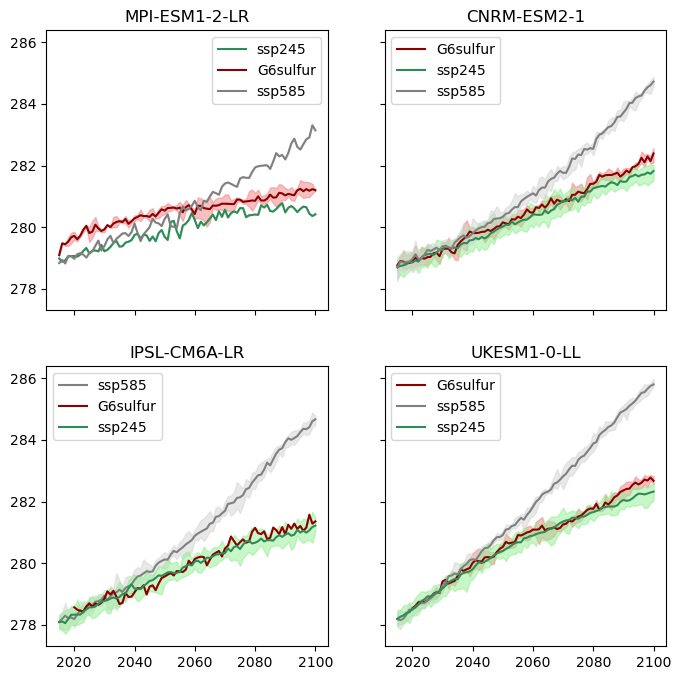 MPI-ESM1-2-LR
286
284
282
280
278
ssp245
G6sulfur
ssp585
CNRM-ESM2-1
G6sulfur
ssp245
ssp585
IPSL-CM6A-LR
286
284
282
280
278
ssp585
G6sulfur
ssp245
2020 2040 2060 2080 2100
UKESM1-0-LL
G6sulfur
ssp585
ssp245
2020 2040 2060 2080 2100